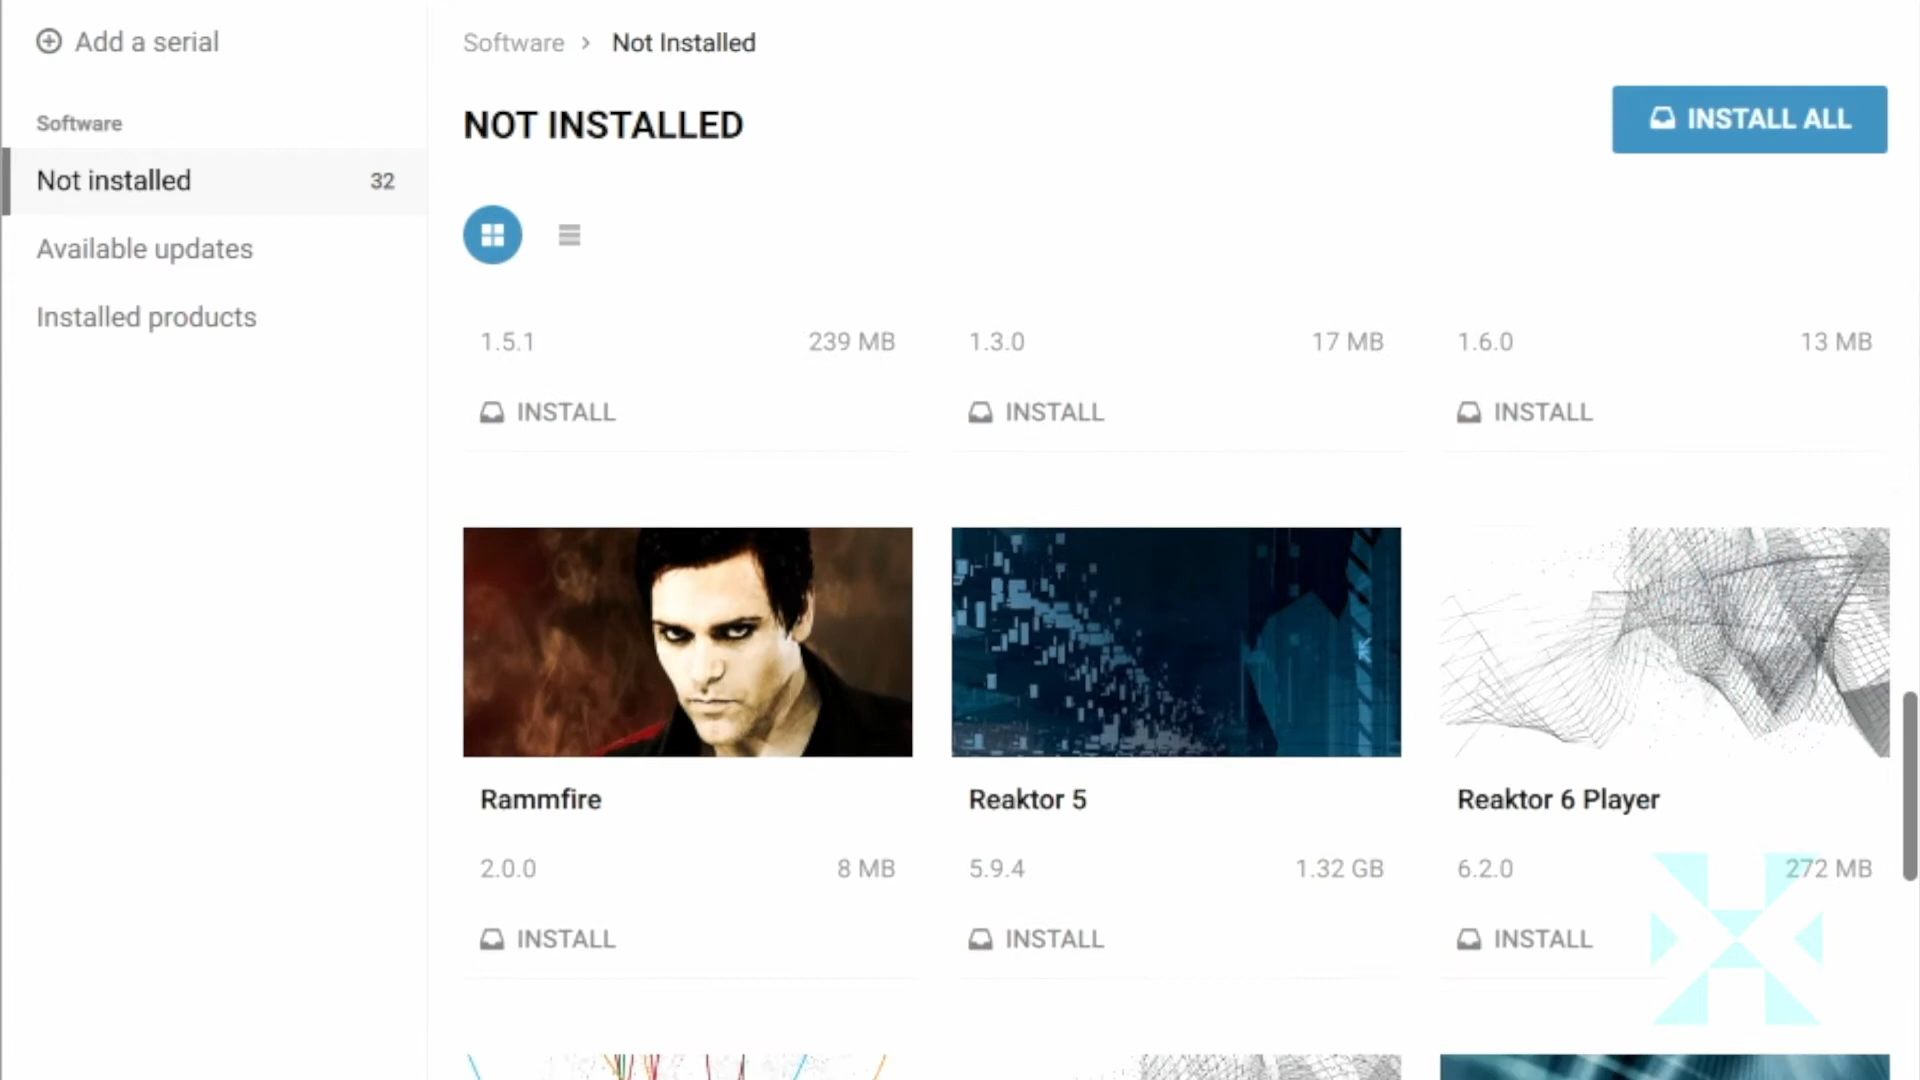 Add a serial
Software
Not installed 32
Available updates
Installed products
Software > Not Installed
NOT INSTALLED
INSTALL ALL
1.5.1 239 MB
INSTALL
1.3.0 17 MB
INSTALL
1.6.0 13 MB
INSTALL
Rammfire
2.0.0 8 MB
INSTALL
Reaktor 5
5.9.4 1.32 GB
INSTALL
Reaktor 6 Player
6.2.0 272 MB
INSTALL